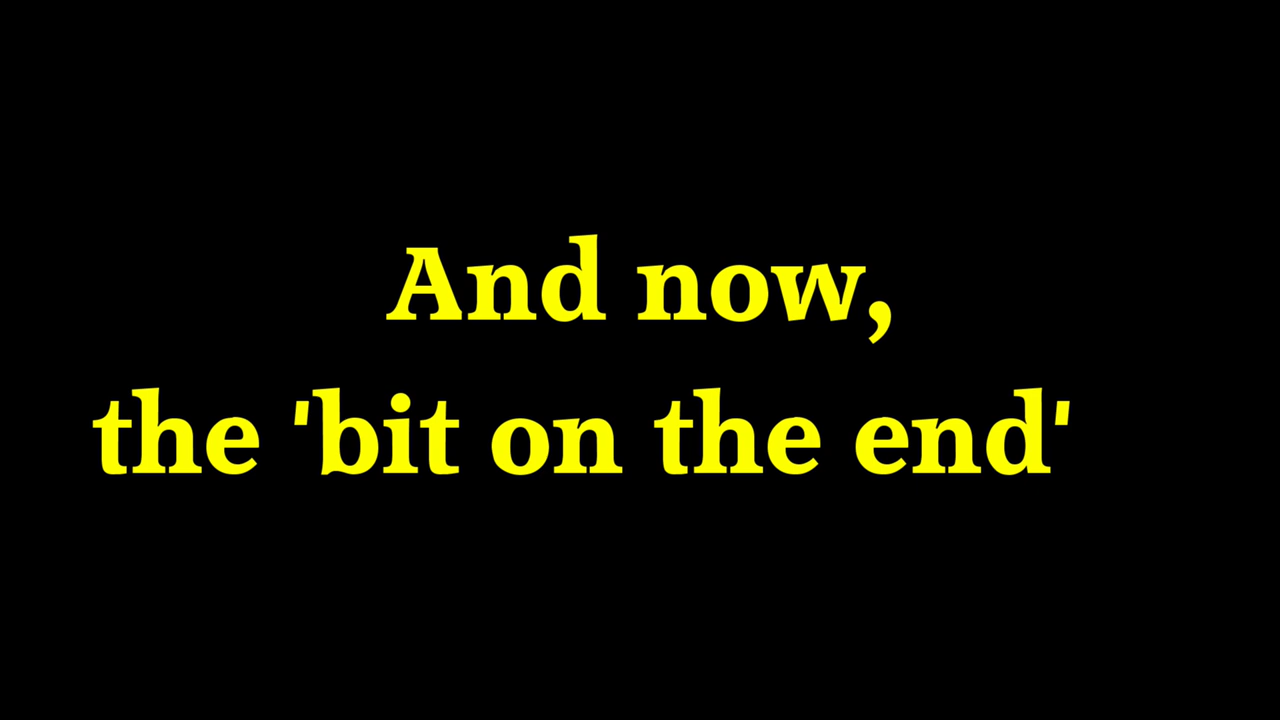 And now,
the 'bit on the end'